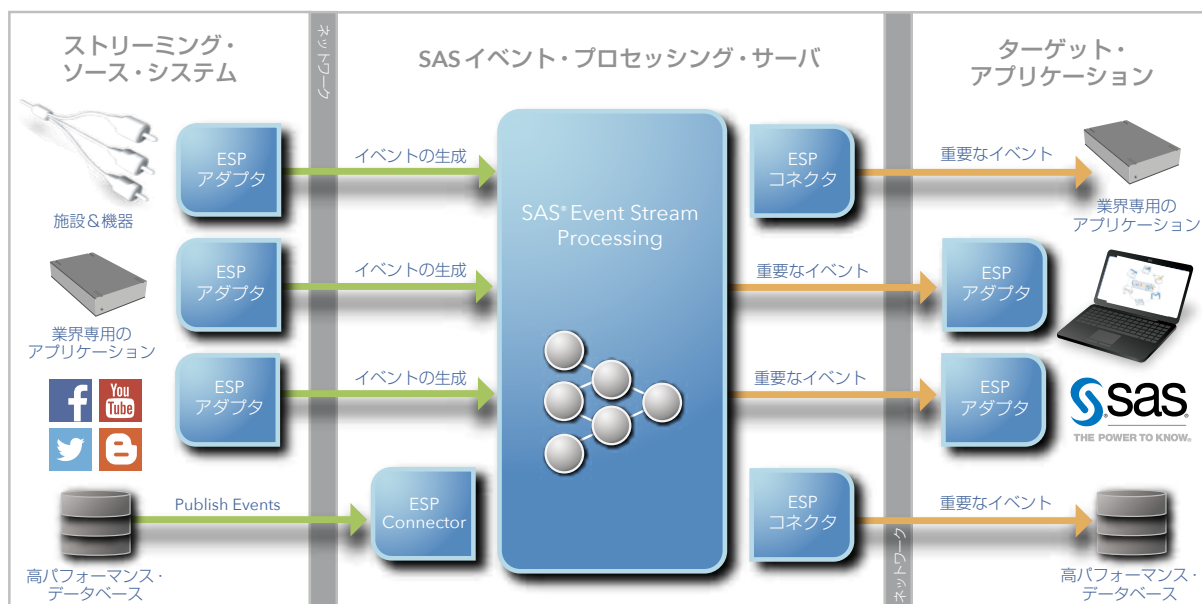 ストリーミング・
ソース・システム
ネットワーク
SAS イベント・プロセッシング・サーバ
ターゲット・
アプリケーション
ESP
アダプタ
イベントの生成
施設＆機器
SAS® Event Stream
Processing
ESP
コネクタ
重要なイベント
業界専用の
アプリケーション
ESP
アダプタ
イベントの生成
業界専用の
アプリケーション
重要なイベント
ESP
アダプタ
f
You
Tube
ESP
アダプタ
イベントの生成
重要なイベント
ESP
アダプタ
sas
THE POWER TO KNOW®
Publish Events
ESP
Connector
高パフォーマンス・
データベース
ESP
コネクタ
重要なイベント
ネットワーク
高パフォーマンス・
データベース